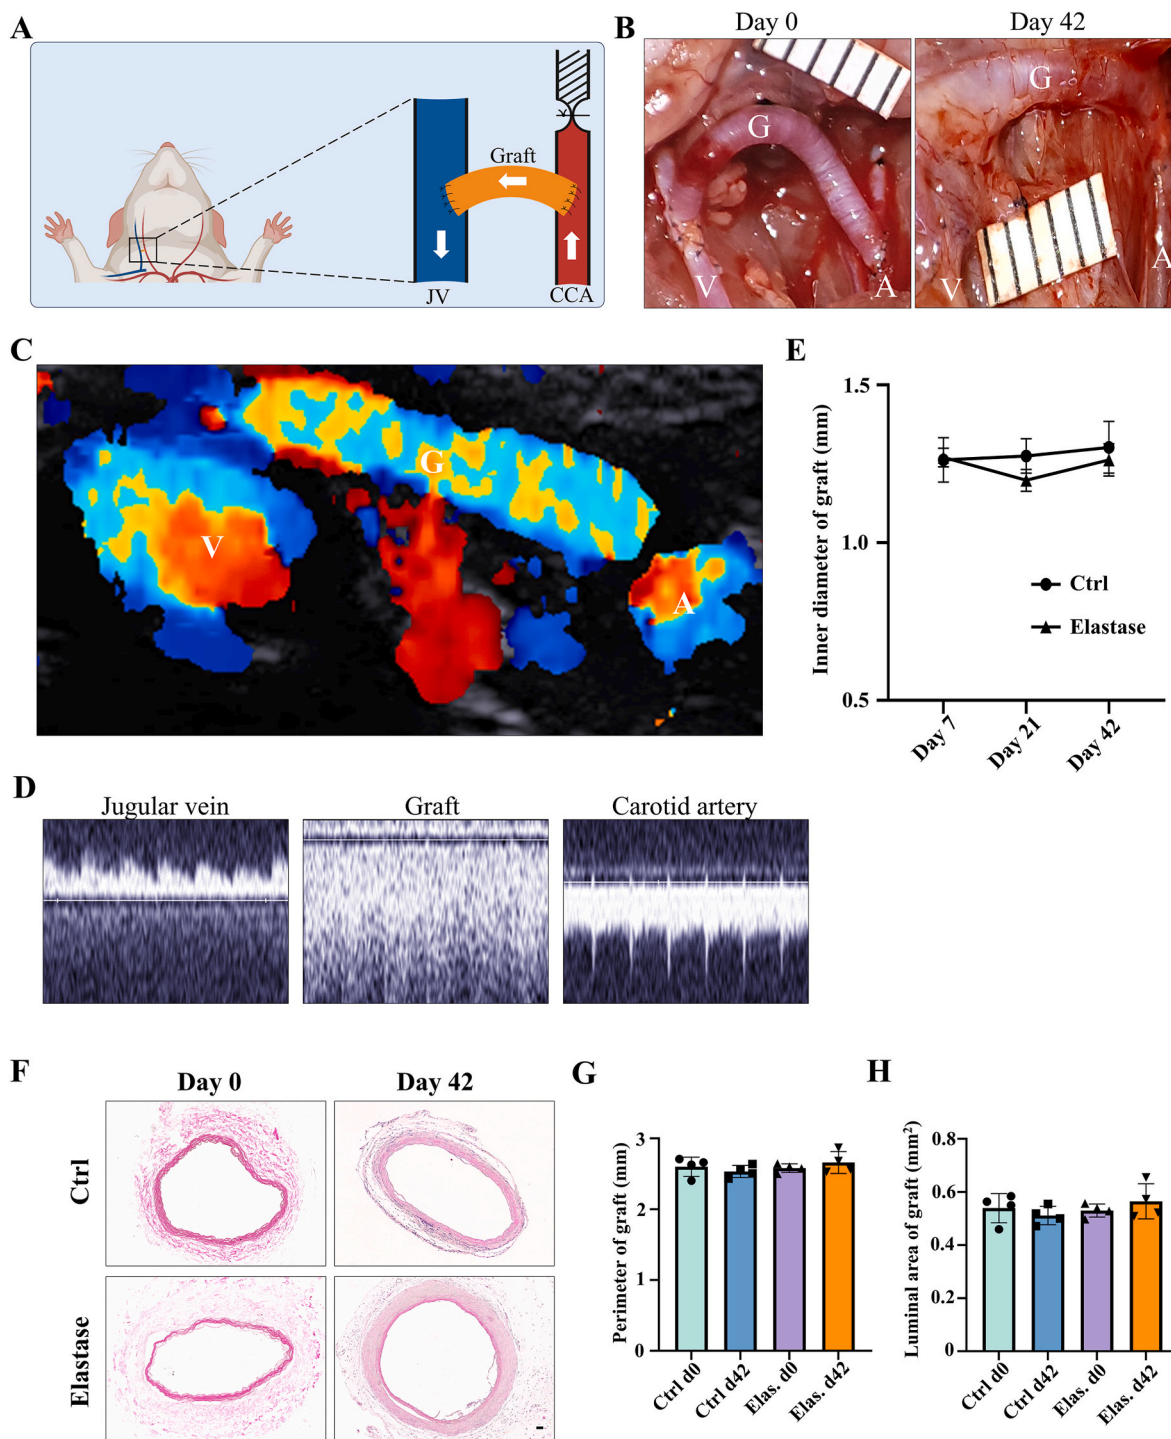 A
Graft
JV
CCA
B
Day 0
Day 42
G
V
A
G
V
A
C
G
V
A
E
Inner diameter of graft (mm)
1.5
1.0
0.5
Ctrl
Elastase
Day 7
Day 21
Day 42
D
Jugular vein
Graft
Carotid artery
F
Day 0
Day 42
Ctrl
Elastase
G
Perimeter of graft (mm)
3
2
1
0
Ctrl d0
Ctrl d42
Elas. d0
Elas. d42
H
Luminal area of graft (mm²)
0.8
0.6
0.4
0.2
0
Ctrl d0
Ctrl d42
Elas. d0
Elas. d42